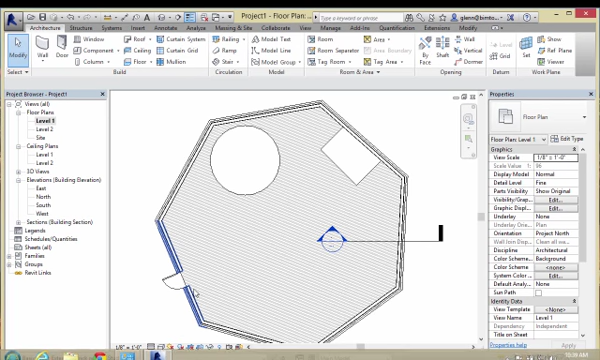 Project1 - Floor Plan: ...
Type a keyword or phrase
glenn@bimto...
Architecture Structure Systems Insert Annotate Analyze Massing & Site Collaborate View Manage Add-Ins Quantification Extensions Modify
Modify
Wall
Door
Window
Component
Column
Roof
Ceiling
Floor
Curtain System
Curtain Grid
Mullion
Railing
Ramp
Stair
Model Text
Model Line
Model Group
Room
Room Separator
Tag Room
Area
Area Boundary
Tag Area
By Face
Shaft
Wall
Vertical
Dormer
Set
Show
Ref Plane
Viewer
Select
Build
Circulation
Model
Room & Area
Opening
Datum
Work Plane
Project Browser - Project1
Views (all)
Floor Plans
Level 1
Level 2
Site
Ceiling Plans
Level 1
Level 2
3D Views
Elevations (Building Elevation)
East
North
South
West
Sections (Building Section)
Legends
Schedules/Quantities
Sheets (all)
Families
Groups
Revit Links
1/8" = 1'-0"
Properties
Floor Plan
Floor Plan: Level 1
Edit Type
Graphics
View Scale 1/8" = 1'-0"
Scale Value 1: 96
Display Model Normal
Detail Level Fine
Parts Visibility Show Original
Visibility/Grap... Edit...
Graphic Displ... Edit...
Underlay None
Underlay Orie... Plan
Orientation Project North
Wall Join Displ... Clean all wa...
Discipline Architectural
Color Scheme... Background
Color Scheme <none>
System Color ... Edit...
Default Analy... None
Sun Path
Identity Data
View Template <None>
View Name Level 1
Dependency Independent
Title on Sheet
Properties help
Apply
10:09 AM